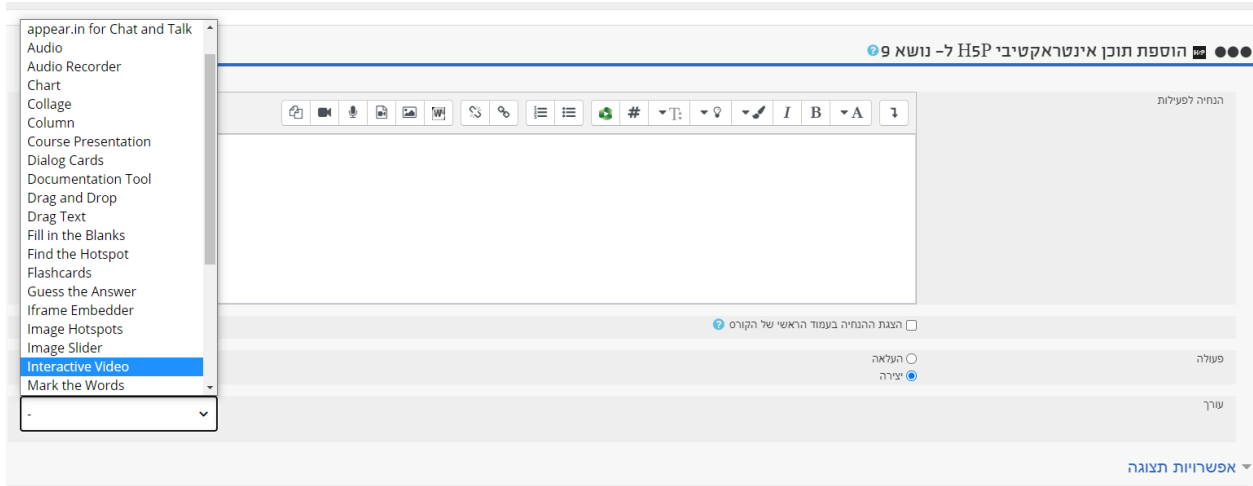 הוספת תוכן אינטראקטיבי H5P ל- נושא 9
הנחיה לפעילות
הצגת ההנחיה בעמוד הראשי של הקורס
פעולה
העלאה
יצירה
עורך
appear.in for Chat and Talk
Audio
Audio Recorder
Chart
Collage
Column
Course Presentation
Dialog Cards
Documentation Tool
Drag and Drop
Drag Text
Fill in the Blanks
Find the Hotspot
Flashcards
Guess the Answer
Iframe Embedder
Image Hotspots
Image Slider
Interactive Video
Mark the Words
-
אפשרויות תצוגה